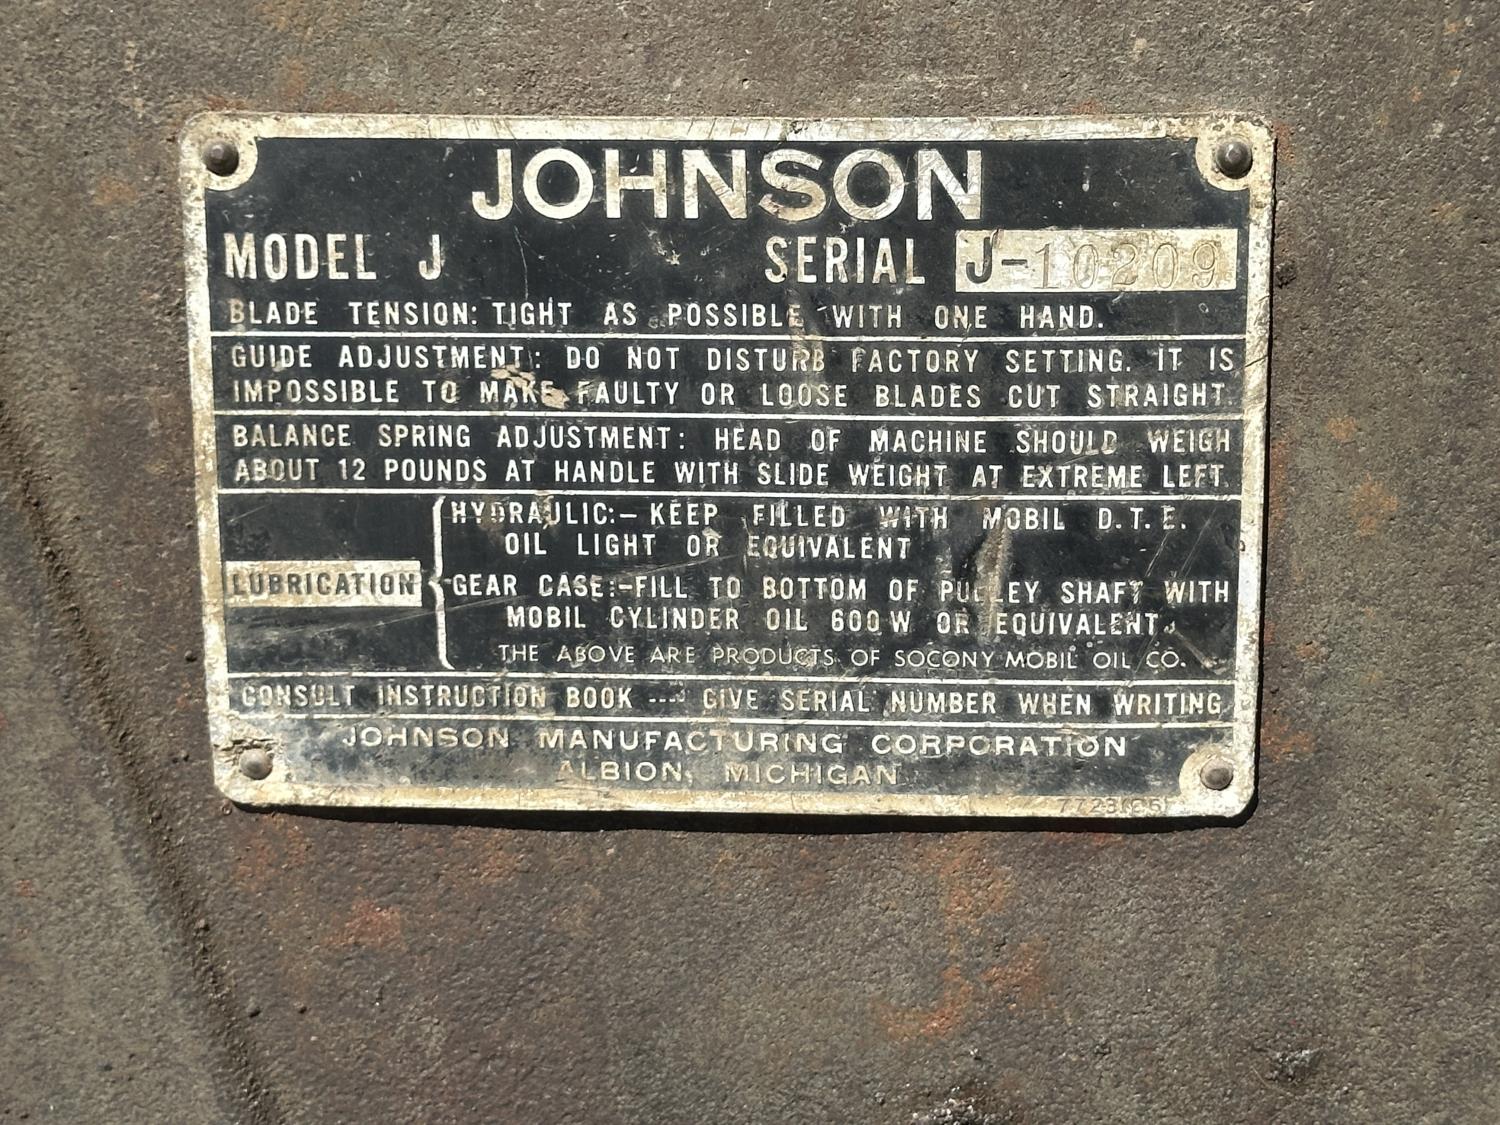 JOHNSON
MODEL J SERIAL J-10209
BLADE TENSION: TIGHT AS POSSIBLE WITH ONE HAND.
GUIDE ADJUSTMENT: DO NOT DISTURB FACTORY SETTING. IT IS
IMPOSSIBLE TO MAKE FAULTY OR LOOSE BLADES CUT STRAIGHT.
BALANCE SPRING ADJUSTMENT: HEAD OF MACHINE SHOULD WEIGH
ABOUT 12 POUNDS AT HANDLE WITH SLIDE WEIGHT AT EXTREME LEFT.
LUBRICATION
HYDRAULIC:- KEEP FILLED WITH MOBIL D.T.E.
OIL LIGHT OR EQUIVALENT
GEAR CASE:-FILL TO BOTTOM OF PULLEY SHAFT WITH
MOBIL CYLINDER OIL 600 W OR EQUIVALENT.
THE ABOVE ARE PRODUCTS OF SOCONY MOBIL OIL CO.
CONSULT INSTRUCTION BOOK ---- GIVE SERIAL NUMBER WHEN WRITING
JOHNSON MANUFACTURING CORPORATION
ALBION, MICHIGAN